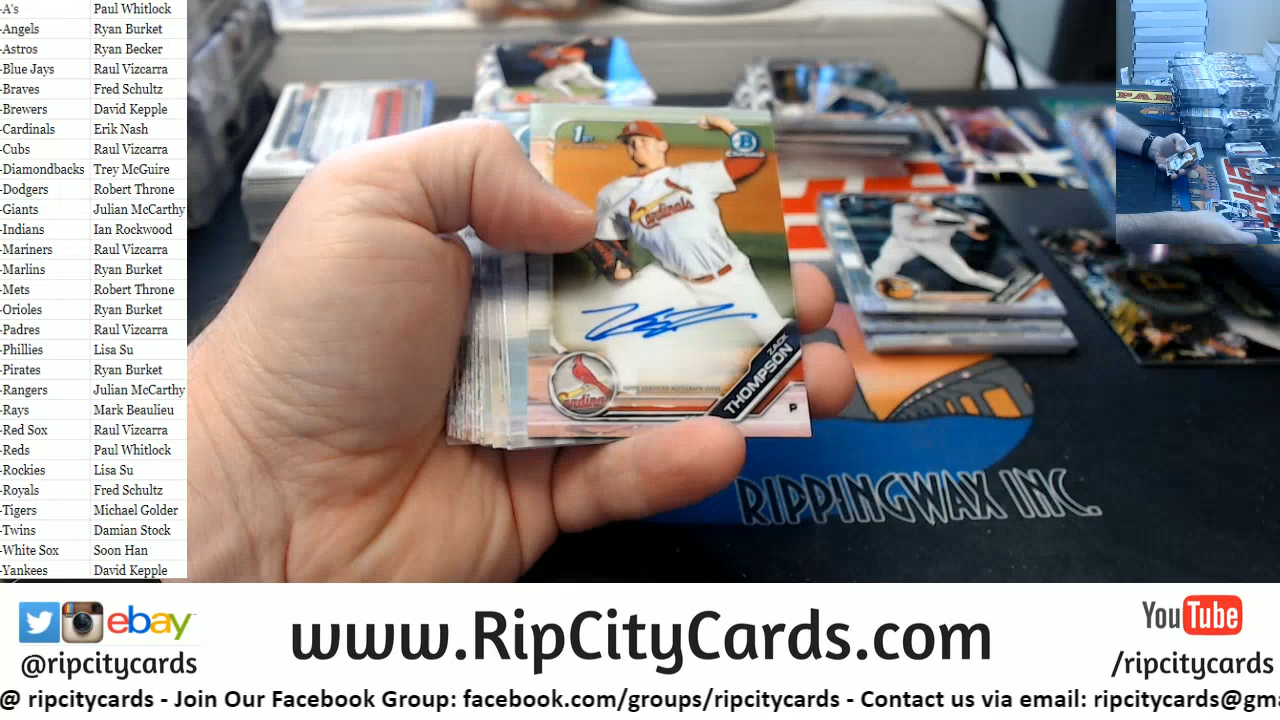 -A's Paul Whitlock
-Angels Ryan Burket
-Astros Ryan Becker
-Blue Jays Raul Vizcarra
-Braves Fred Schultz
-Brewers David Kepple
-Cardinals Erik Nash
-Cubs Raul Vizcarra
-Diamondbacks Trey McGuire
-Dodgers Robert Throne
-Giants Julian McCarthy
-Indians Ian Rockwood
-Mariners Raul Vizcarra
-Marlins Ryan Burket
-Mets Robert Throne
-Orioles Ryan Burket
-Padres Raul Vizcarra
-Phillies Lisa Su
-Pirates Ryan Burket
-Rangers Julian McCarthy
-Rays Mark Beaulieu
-Red Sox Raul Vizcarra
-Reds Paul Whitlock
-Rockies Lisa Su
-Royals Fred Schultz
-Tigers Michael Golder
-Twins Damian Stock
-White Sox Soon Han
-Yankees David Kepple
1st
B
Cardinals
ZACK
THOMPSON
P
RIPPINGWAX INC.
ebay
@ripcitycards
www.RipCityCards.com
YouTube
/ripcitycards
@ ripcitycards - Join Our Facebook Group: facebook.com/groups/ripcitycards - Contact us via email: ripcitycards@gma